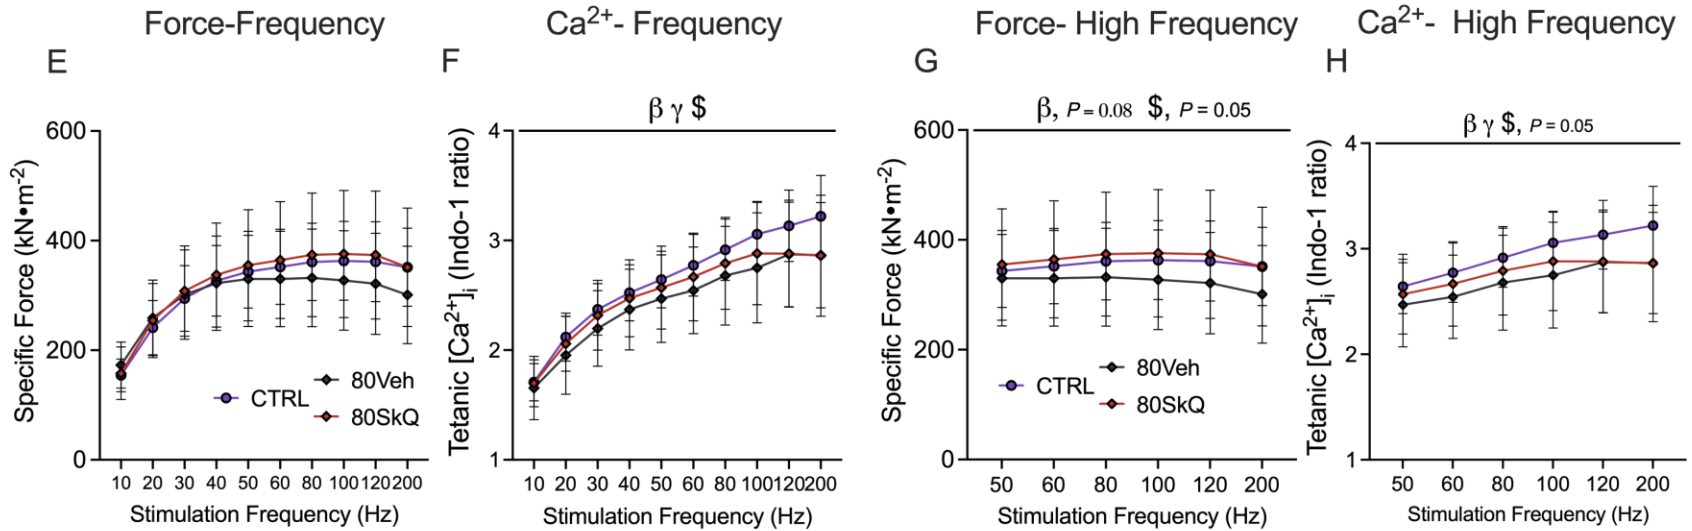 Force-Frequency
Ca²⁺- Frequency
Force- High Frequency
Ca²⁺- High Frequency
E
F
G
H
β γ $
β, P = 0.08 $, P = 0.05
β γ $, P = 0.05
Specific Force (kN•m⁻²)
600
400
200
0
CTRL
80Veh
80SkQ
10 20 30 40 50 60 80 100 120 200
Stimulation Frequency (Hz)
Tetanic [Ca²⁺]ᵢ (Indo-1 ratio)
4
3
2
1
10 20 30 40 50 60 80 100 120 200
Stimulation Frequency (Hz)
Specific Force (kN•m⁻²)
600
400
200
0
CTRL
80Veh
80SkQ
50 60 80 100 120 200
Stimulation Frequency (Hz)
Tetanic [Ca²⁺]ᵢ (Indo-1 ratio)
4
3
2
1
50 60 80 100 120 200
Stimulation Frequency (Hz)